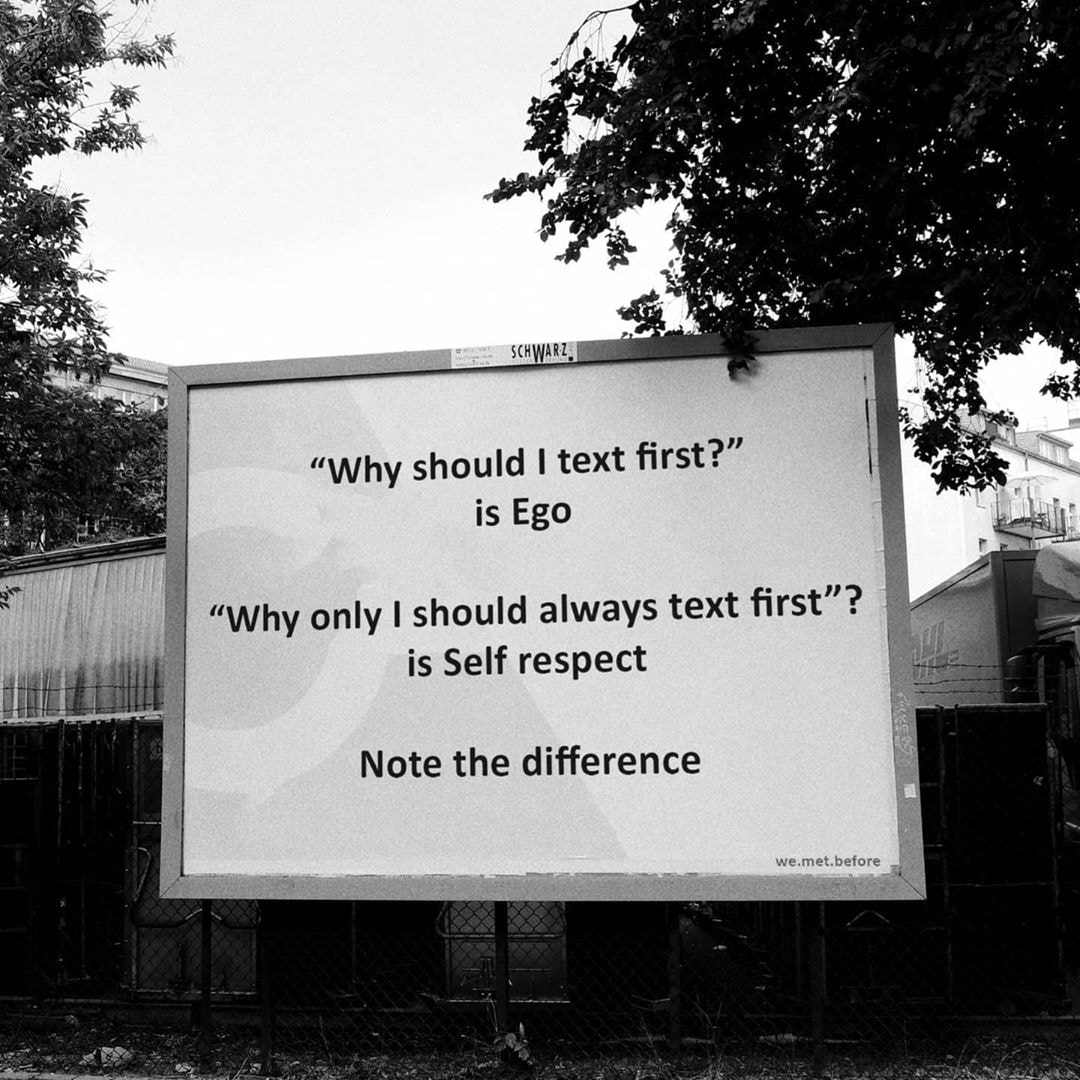 SCHWARZ
“Why should I text first?”
is Ego
“Why only I should always text first”?
is Self respect
Note the difference
we.met.before